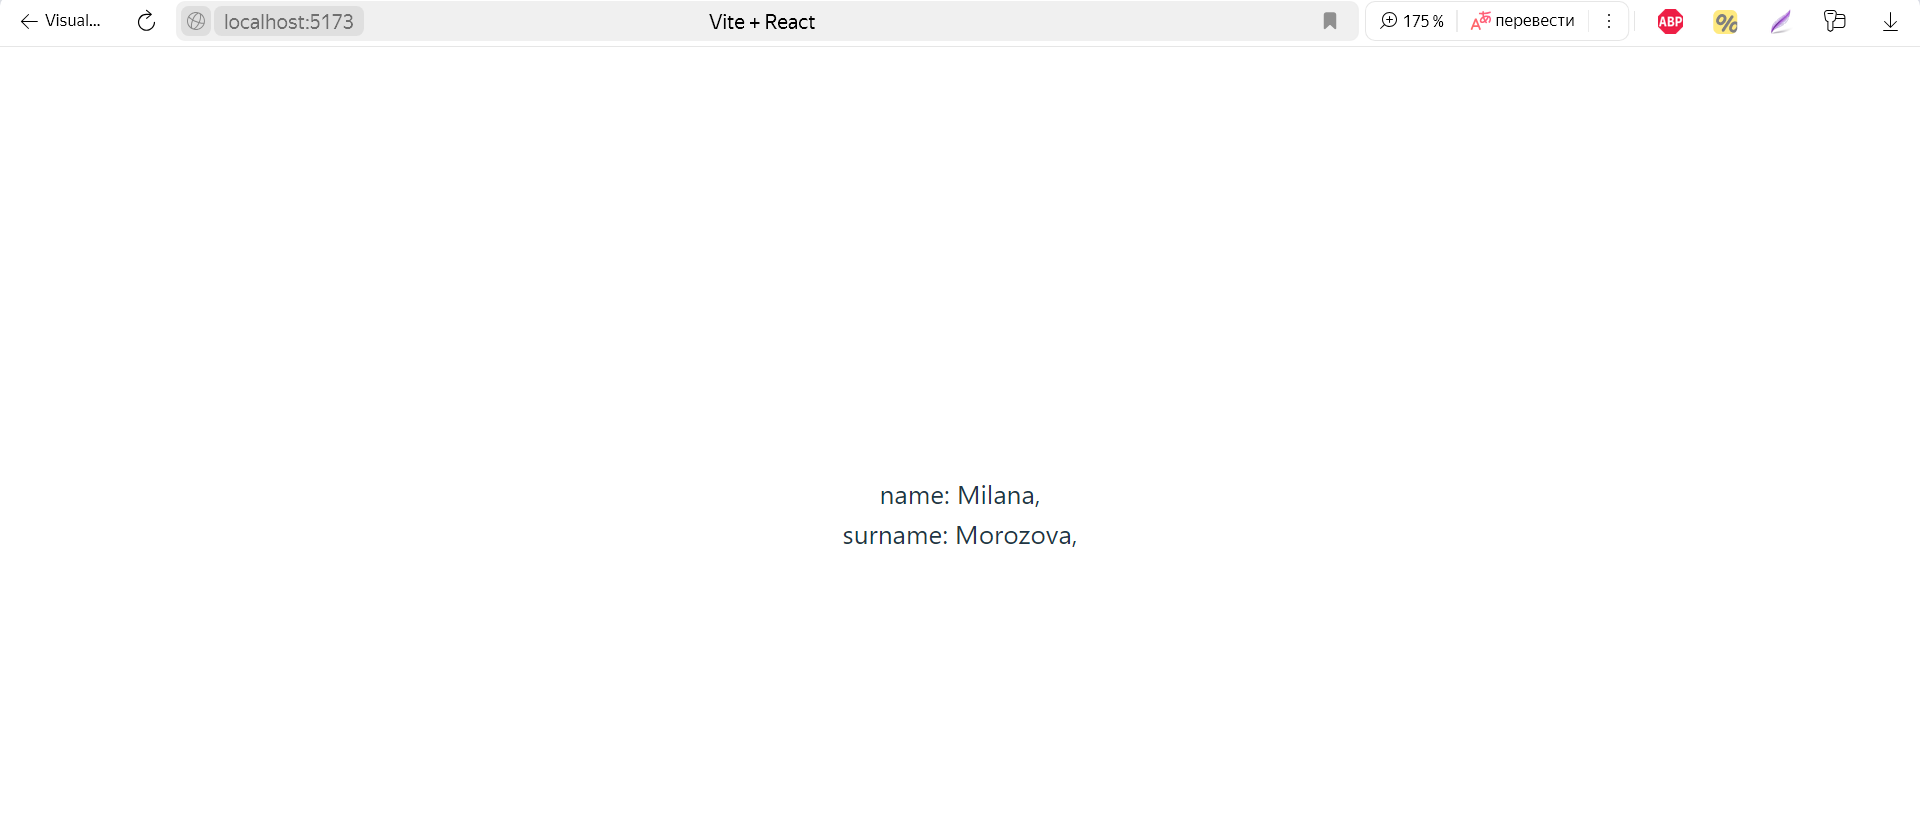 Visual...
localhost:5173
Vite + React
175 %
перевести
ABP
%
name: Milana,
surname: Morozova,